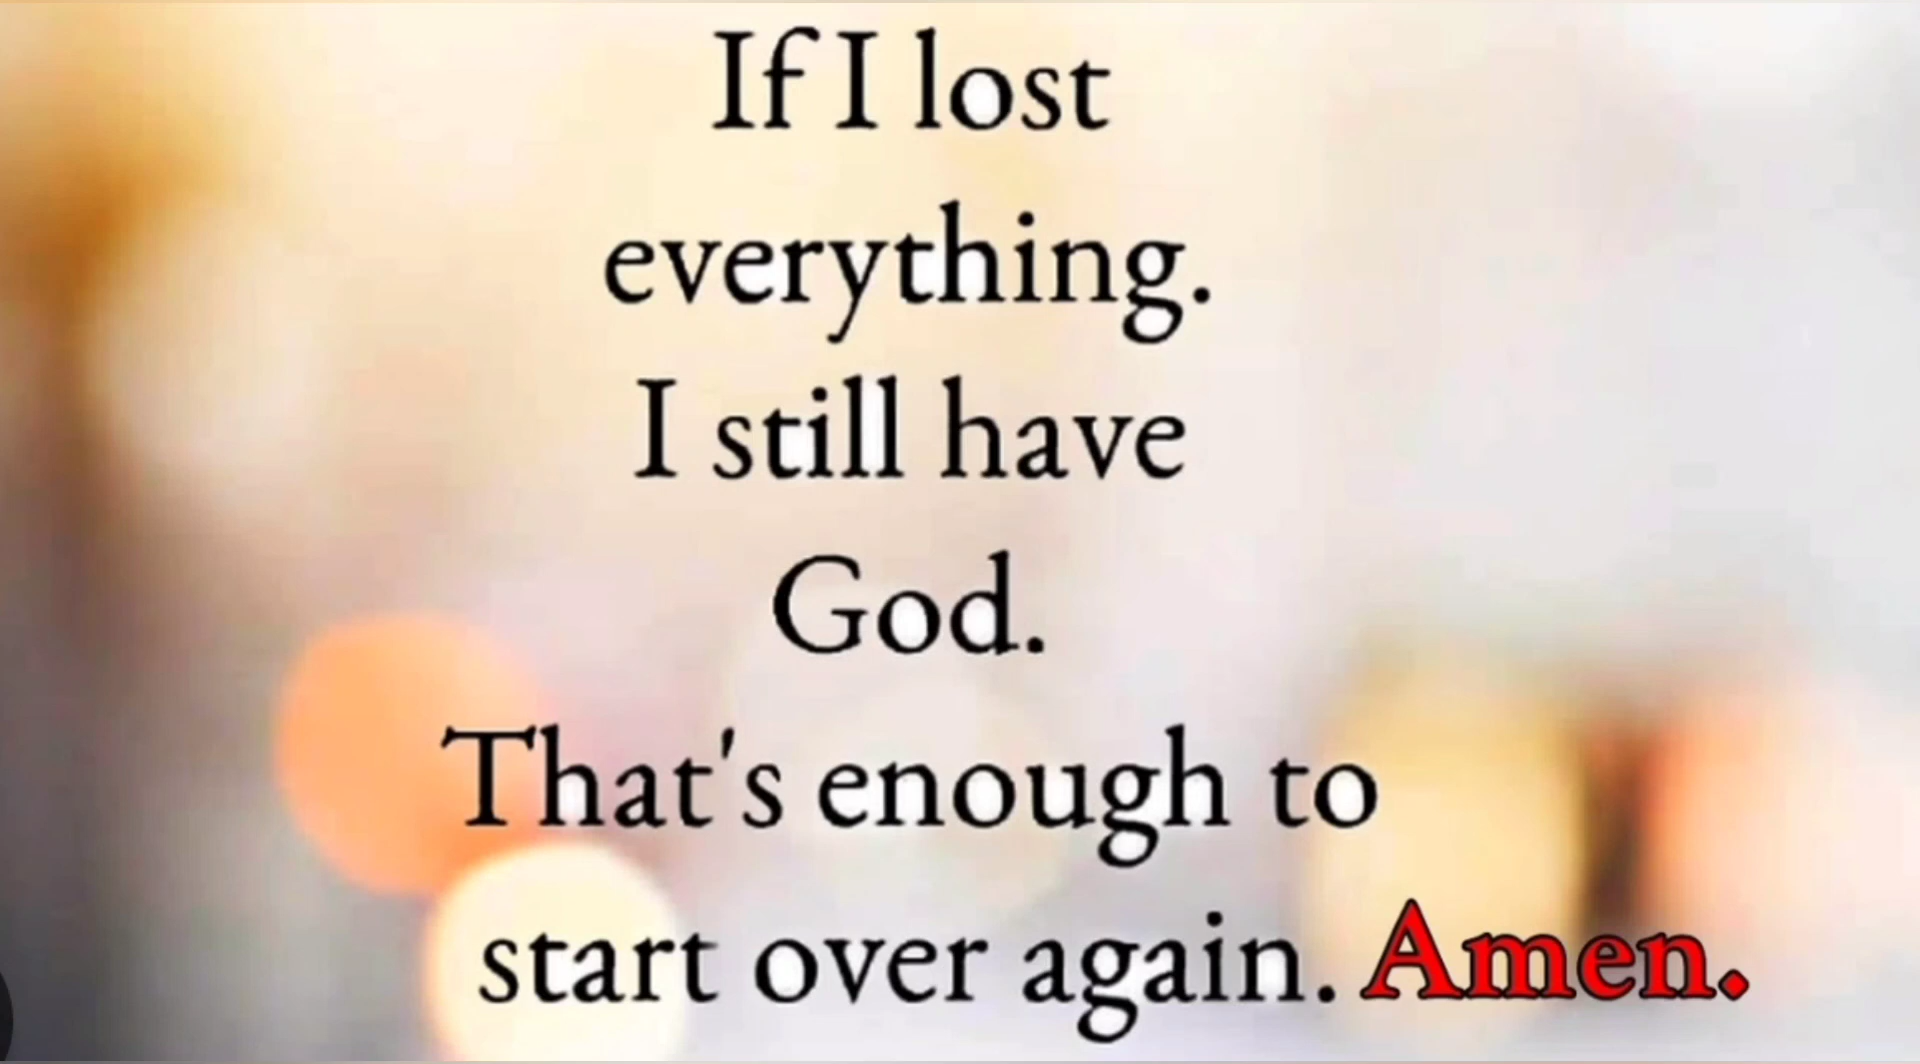 If I lost
everything.
I still have
God.
That's enough to
start over again. Amen.